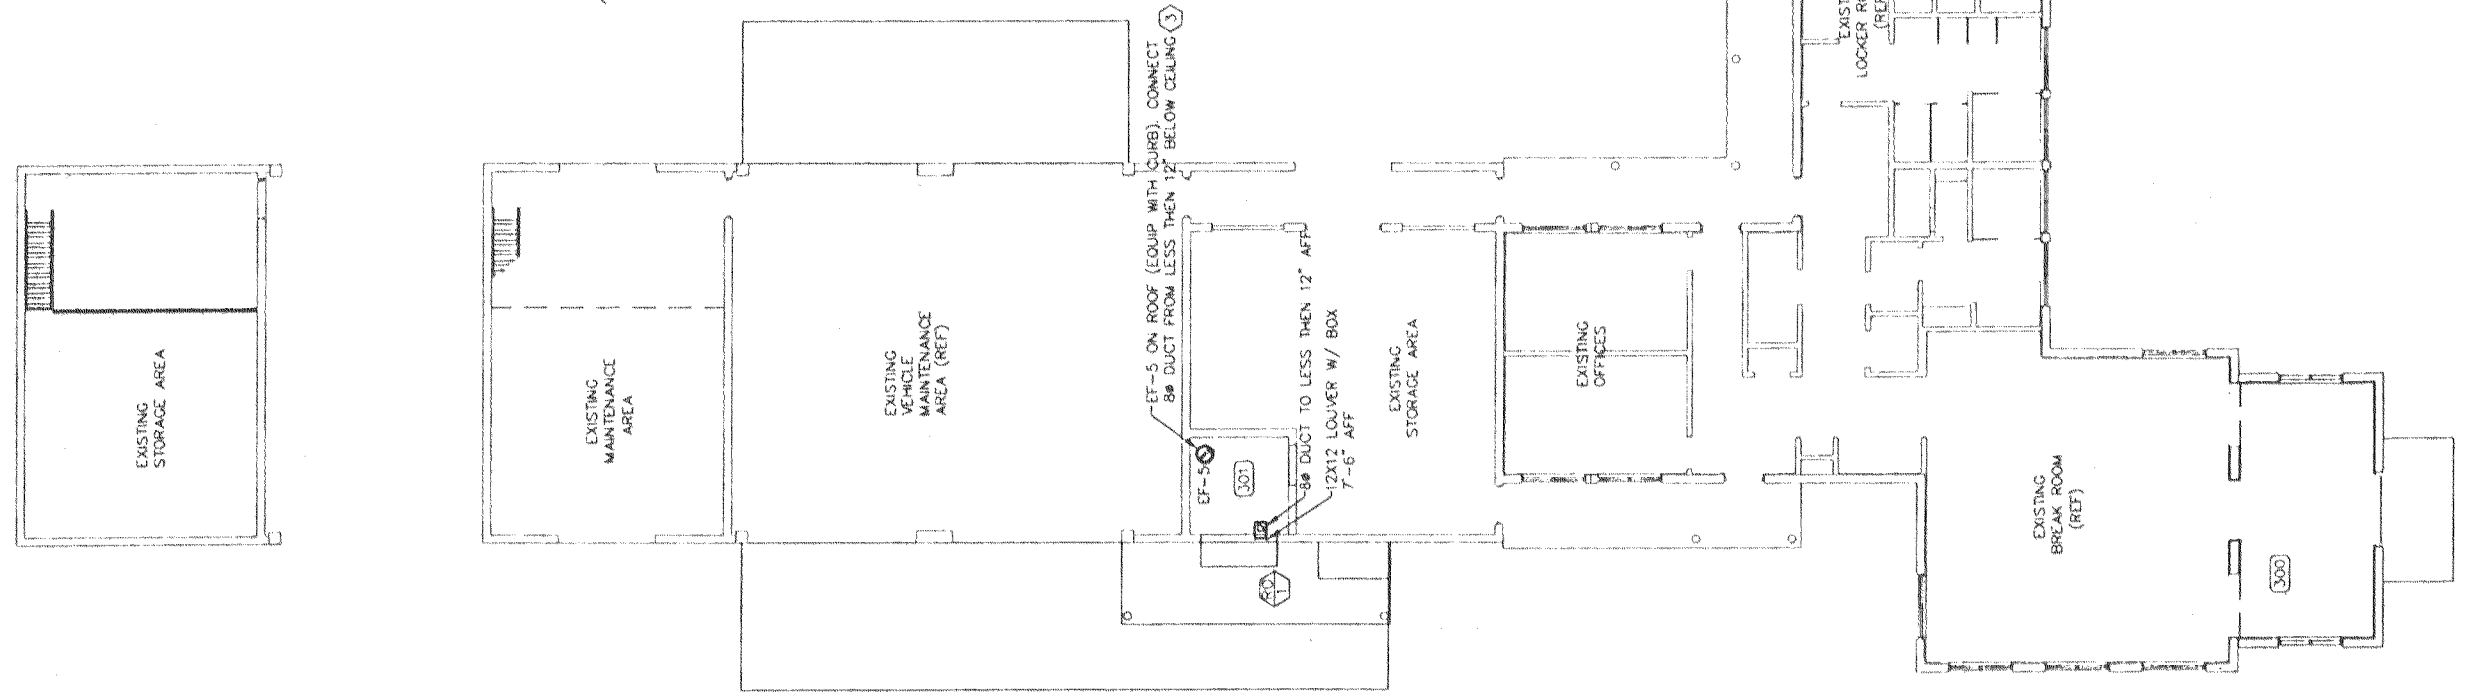 EXISTING
STORAGE AREA
EXISTING
MAINTENANCE
AREA
EXISTING
VEHICLE
MAINTENANCE
AREA (REF)
EF-5 ON ROOF (EQUIP WITH CURB). CONNECT
8ø DUCT FROM LESS THEN 12" BELOW CEILING
3
EF-5
301
8ø DUCT TO LESS THEN 12" AFF
12X12 LOUVER W/ BOX
7'-6" AFF
1
EXISTING
STORAGE AREA
EXISTING
OFFICES
LOCKER
EXISTING
BREAK ROOM
(REF)
300